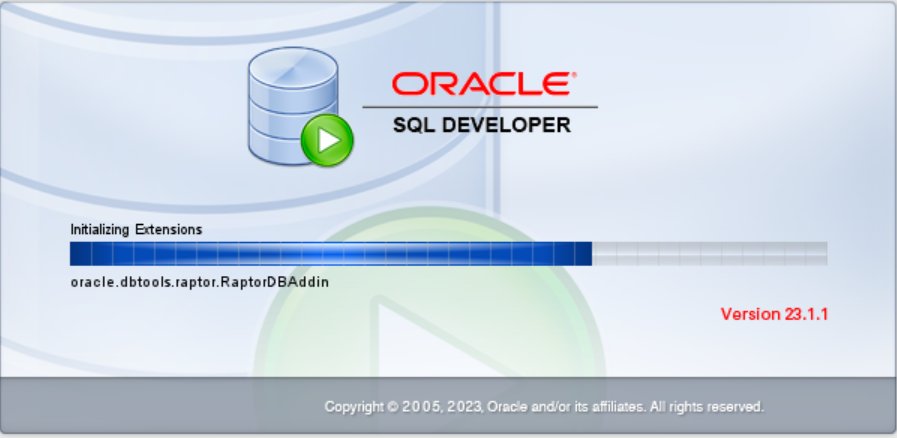 ORACLE®
SQL DEVELOPER
Initializing Extensions
oracle.dbtools.raptor.RaptorDBAddin
Version 23.1.1
Copyright © 2005, 2023, Oracle and/or its affiliates. All rights reserved.